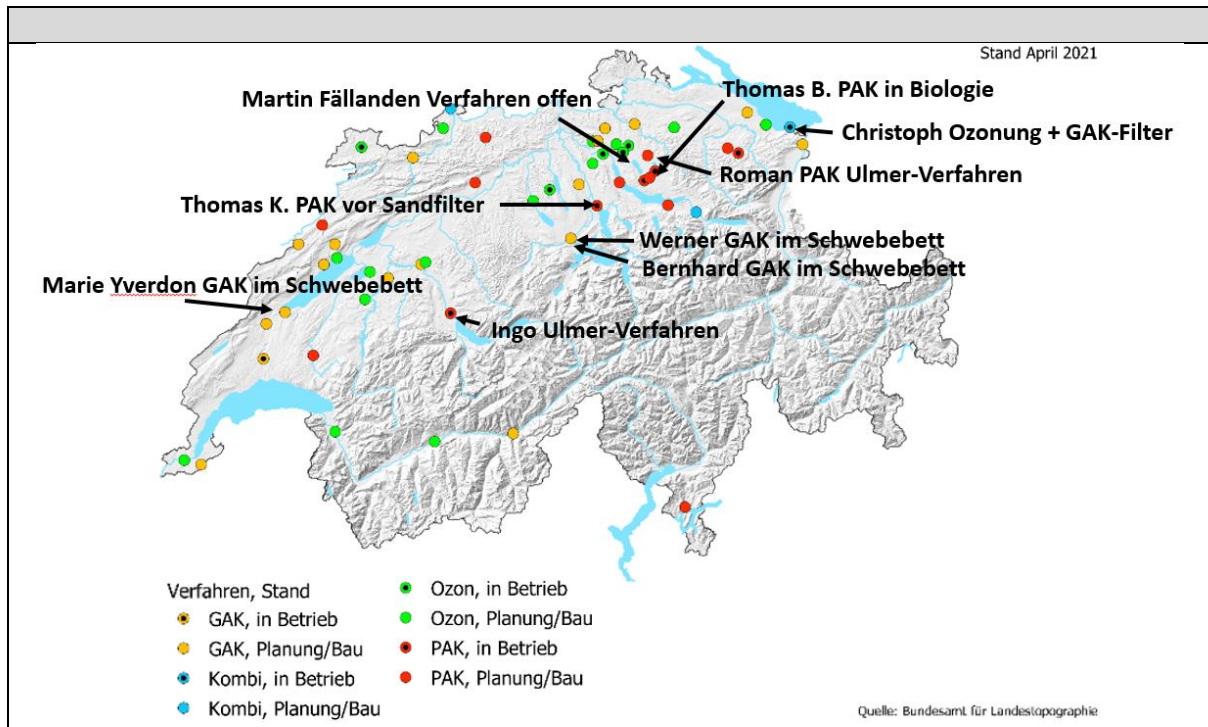 Stand April 2021
Thomas B. PAK in Biologie
Martin Fällanden Verfahren offen
Christoph Ozonung + GAK-Filter
Roman PAK Ulmer-Verfahren
Thomas K. PAK vor Sandfilter
Werner GAK im Schwebebett
Bernhard GAK im Schwebebett
Marie Yverdon GAK im Schwebebett
Ingo Ulmer-Verfahren
Verfahren, Stand
GAK, in Betrieb
GAK, Planung/Bau
Kombi, in Betrieb
Kombi, Planung/Bau
Ozon, in Betrieb
Ozon, Planung/Bau
PAK, in Betrieb
PAK, Planung/Bau
Quelle: Bundesamt für Landestopographie